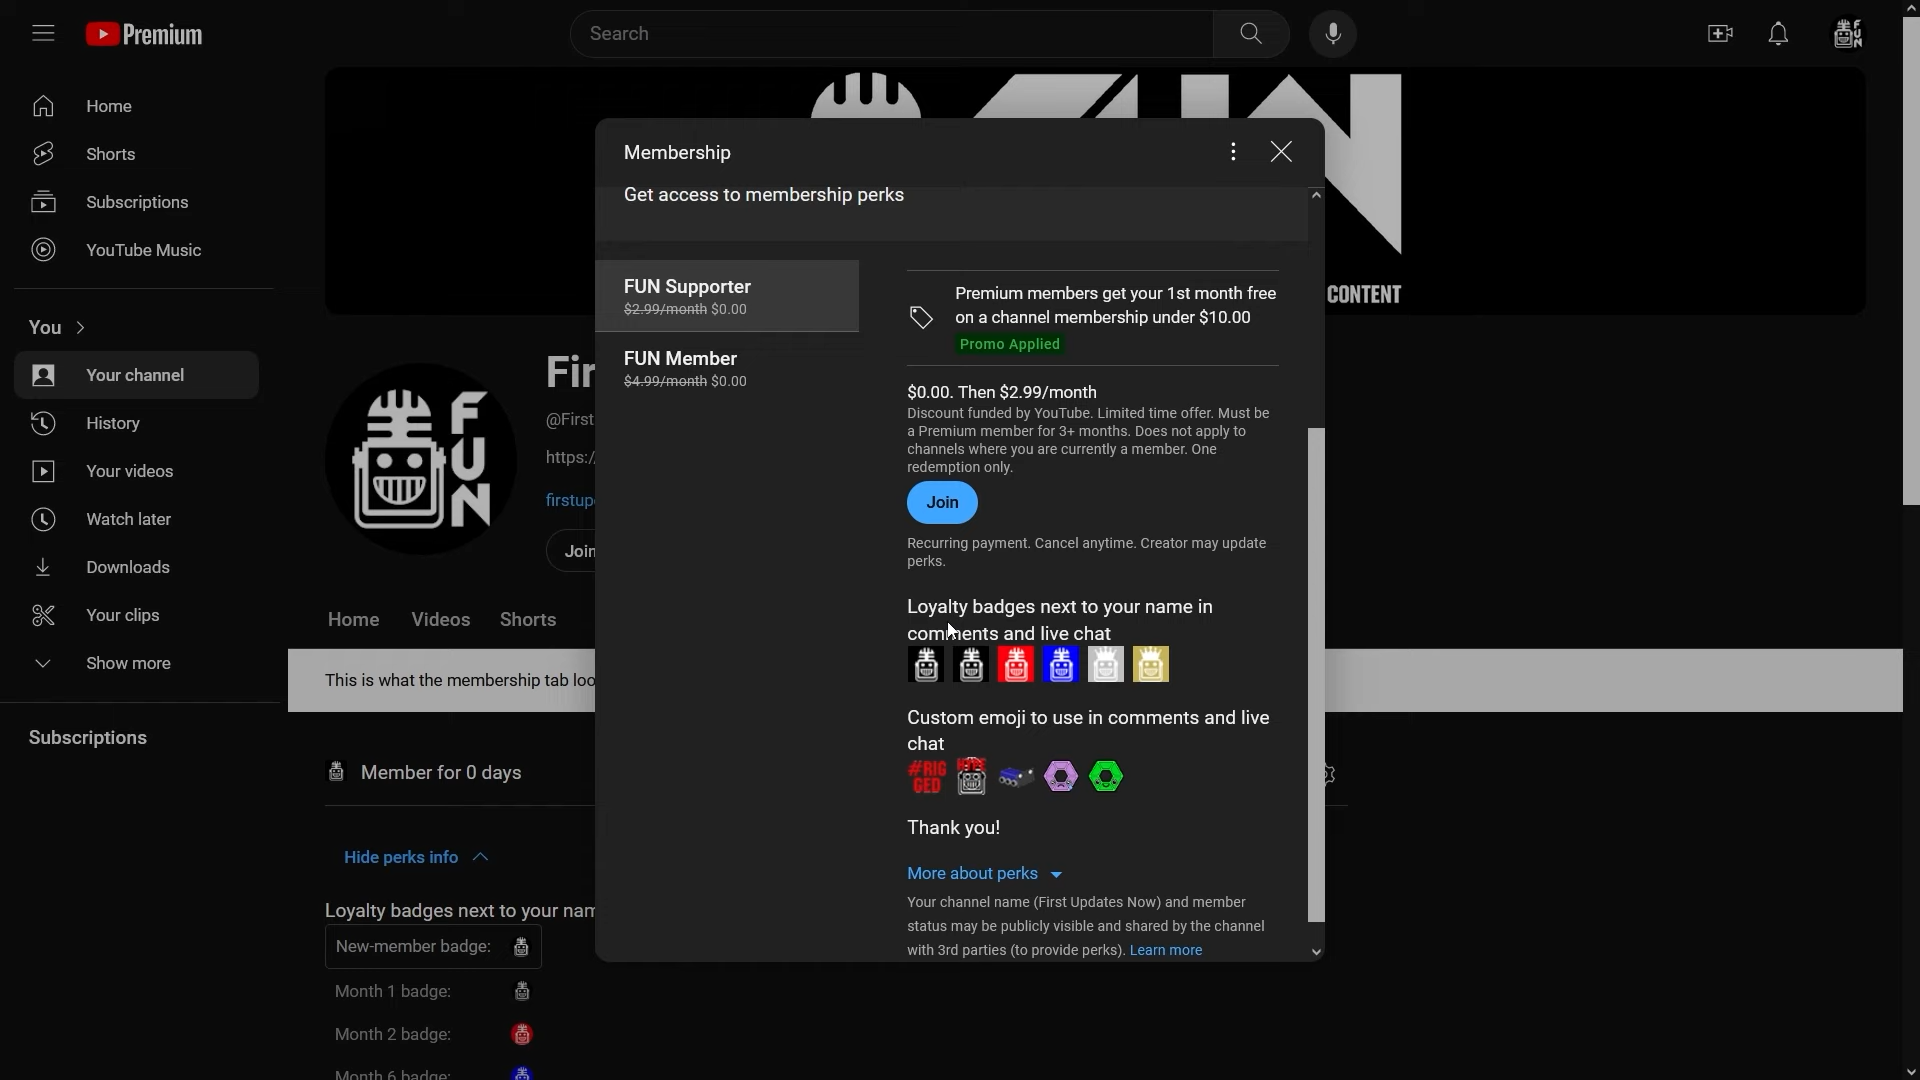 Premium
Search
FUN
Home
Shorts
Subscriptions
YouTube Music
You
Your channel
History
Your videos
Watch later
Downloads
Your clips
Show more
Subscriptions
CONTENT
FUN
Fir
@First
https:/
firstup
Join
Home Videos Shorts
This is what the membership tab loo
Member for 0 days
Hide perks info
Loyalty badges next to your nam
New-member badge:
Month 1 badge:
Month 2 badge:
Month 6 badge:
Membership
Get access to membership perks
FUN Supporter
$2.99/month $0.00
FUN Member
$4.99/month $0.00
Premium members get your 1st month free
on a channel membership under $10.00
Promo Applied
$0.00. Then $2.99/month
Discount funded by YouTube. Limited time offer. Must be
a Premium member for 3+ months. Does not apply to
channels where you are currently a member. One
redemption only.
Join
Recurring payment. Cancel anytime. Creator may update
perks.
Loyalty badges next to your name in
comments and live chat
Custom emoji to use in comments and live
chat
#RIG
GED
HYPE
Thank you!
More about perks
Your channel name (First Updates Now) and member
status may be publicly visible and shared by the channel
with 3rd parties (to provide perks). Learn more